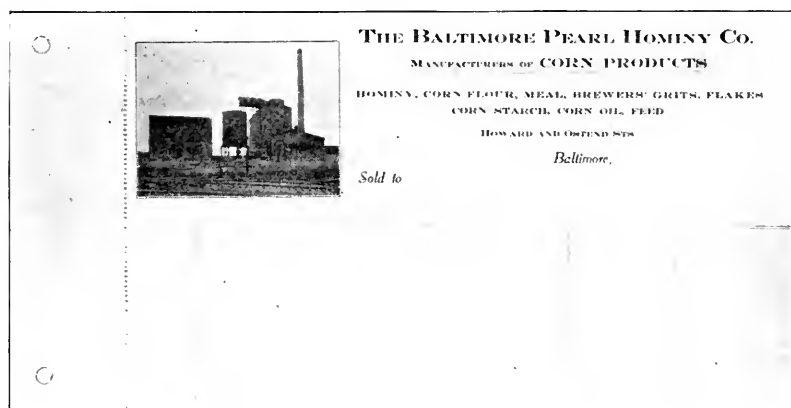 The Baltimore Pearl Hominy Co.
Manufacturers of CORN PRODUCTS
HOMINY, CORN FLOUR, MEAL, BREWERS' GRITS, FLAKES
CORN STARCH, CORN OIL, FEED
Howard and Ostend Sts
Baltimore,
Sold to